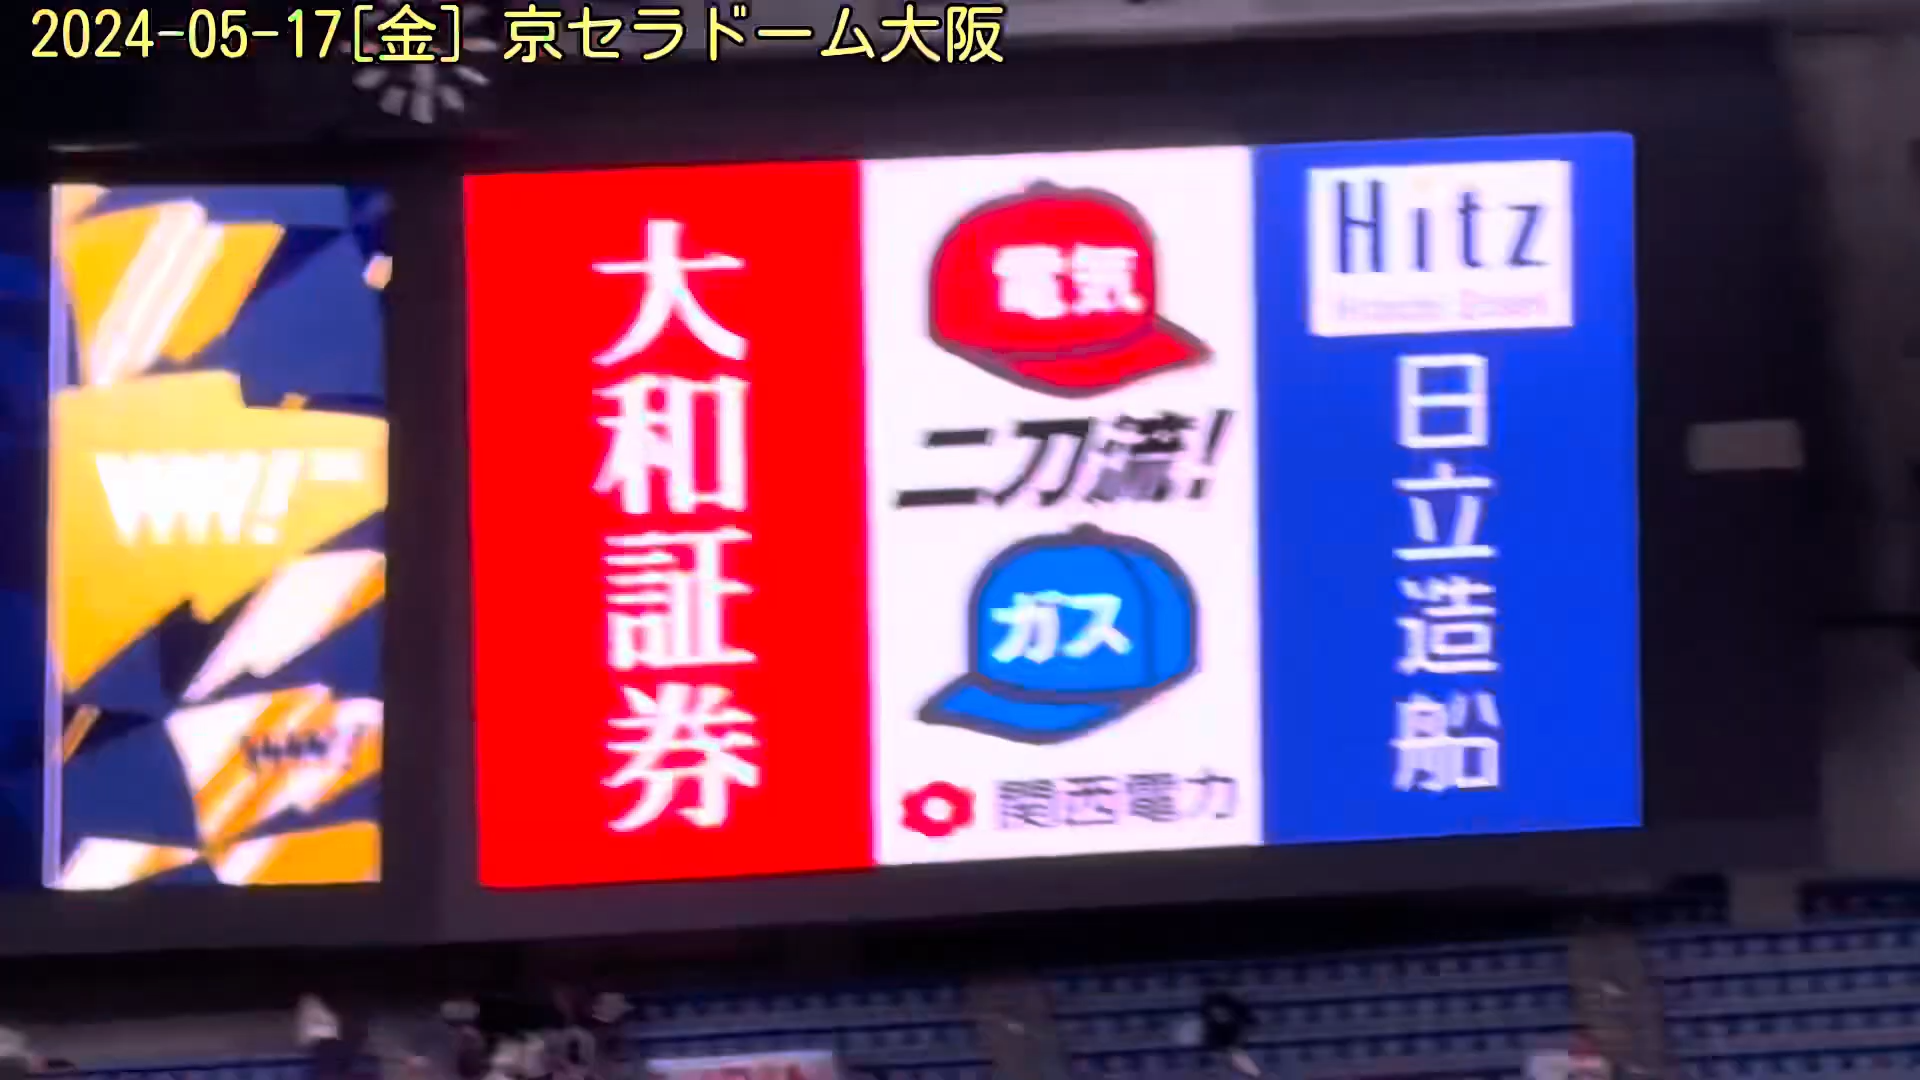 2024-05-17[金] 京セラドーム大阪
WW!
大和証券
電気
二刀流!
ガス
関西電力
Hitz
日立造船